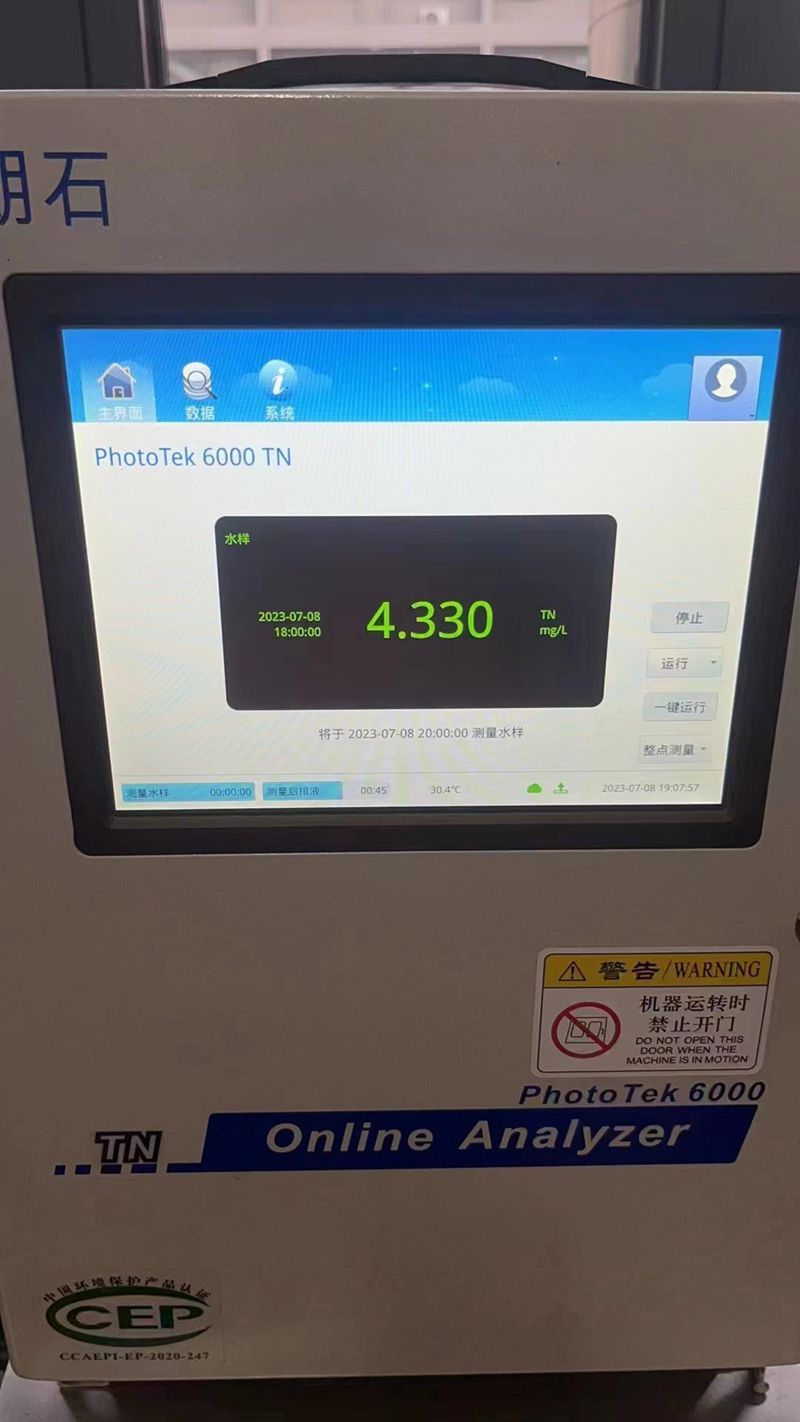 朗石
主界面
数据
系统
PhotoTek 6000 TN
水样
2023-07-08
18:00:00
4.330
TN
mg/L
停止
运行
一键运行
整点测量
将于 2023-07-08 20:00:00 测量水样
测量水样 00:00:00 测量后排液 00:45 30.4°C 2023-07-08 19:07:57
警告/WARNING
机器运转时
禁止开门
DO NOT OPEN THIS
DOOR WHEN THE
MACHINE IS IN MOTION
PhotoTek 6000
TN Online Analyzer
中国环境保护产品认证
CEP
CCAEPI-EP-2020-247